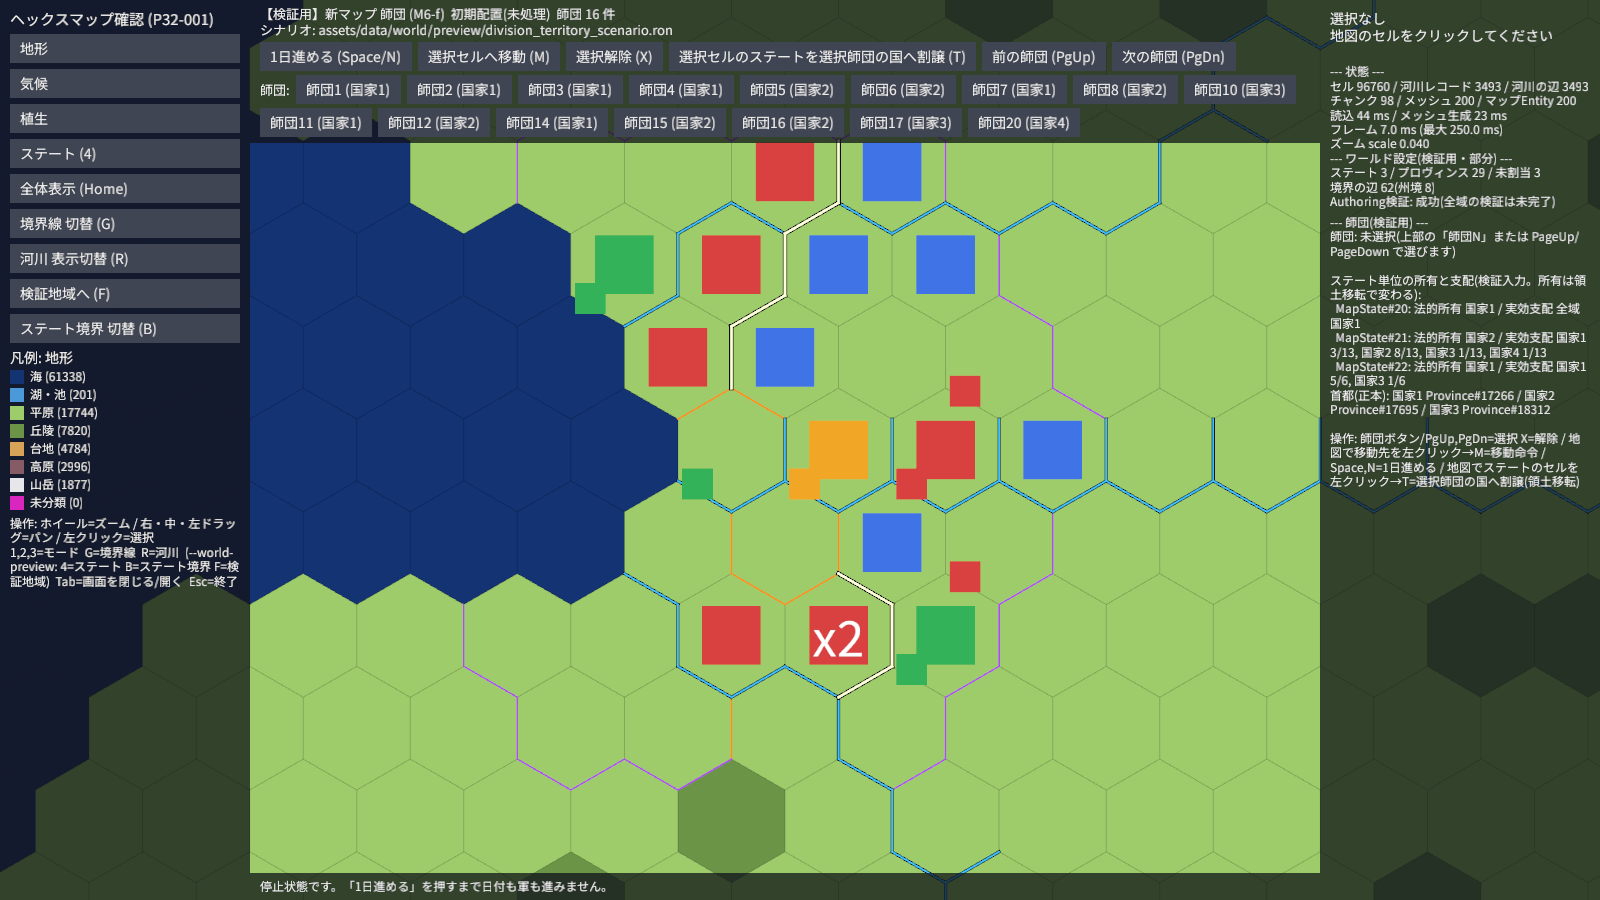 ヘックスマップ確認 (P32-001)
地形
気候
植生
ステート (4)
全体表示 (Home)
境界線 切替 (G)
河川 表示切替 (R)
検証地域へ (F)
ステート境界 切替 (B)
凡例: 地形
海 (61338)
湖・池 (201)
平原 (17744)
丘陵 (7820)
台地 (4784)
高原 (2996)
山岳 (1877)
未分類 (0)
操作: ホイール=ズーム / 右・中・左ドラッ
グ=パン / 左クリック=選択
1,2,3=モード G=境界線 R=河川 (--world-
preview: 4=ステート B=ステート境界 F=検
証地域) Tab=画面を閉じる/開く Esc=終了
【検証用】新マップ 師団 (M6-f) 初期配置(未処理) 師団 16 件
シナリオ: assets/data/world/preview/division_territory_scenario.ron
1日進める (Space/N)
選択セルへ移動 (M)
選択解除 (X)
選択セルのステートを選択師団の国へ割譲 (T)
前の師団 (PgUp)
次の師団 (PgDn)
師団:
師団1 (国家1)
師団2 (国家1)
師団3 (国家1)
師団4 (国家1)
師団5 (国家2)
師団6 (国家2)
師団7 (国家1)
師団8 (国家2)
師団10 (国家3)
師団11 (国家1)
師団12 (国家2)
師団14 (国家1)
師団15 (国家2)
師団16 (国家2)
師団17 (国家3)
師団20 (国家4)
x2
停止状態です。「1日進める」を押すまで日付も軍も進みません。
選択なし
地図のセルをクリックしてください
--- 状態 ---
セル 96760 / 河川レコード 3493 / 河川の辺 3493
チャンク 98 / メッシュ 200 / マップEntity 200
読込 44 ms / メッシュ生成 23 ms
フレーム 7.0 ms (最大 250.0 ms)
ズーム scale 0.040
--- ワールド設定(検証用・部分) ---
ステート 3 / プロヴィンス 29 / 未割当 3
境界の辺 62(州境 8)
Authoring検証: 成功(全域の検証は未完了)
--- 師団(検証用) ---
師団: 未選択(上部の「師団N」または PageUp/
PageDown で選びます)
ステート単位の所有と支配(検証入力。所有は領
土移転で変わる):
MapState#20: 法的所有 国家1 / 実効支配 全域
国家1
MapState#21: 法的所有 国家2 / 実効支配 国家1
3/13, 国家2 8/13, 国家3 1/13, 国家4 1/13
MapState#22: 法的所有 国家1 / 実効支配 国家1
5/6, 国家3 1/6
首都(正本): 国家1 Province#17266 / 国家2
Province#17695 / 国家3 Province#18312
操作: 師団ボタン/PgUp,PgDn=選択 X=解除 / 地
図で移動先を左クリック→M=移動命令 /
Space,N=1日進める / 地図でステートのセルを
左クリック→T=選択師団の国へ割譲(領土移転)